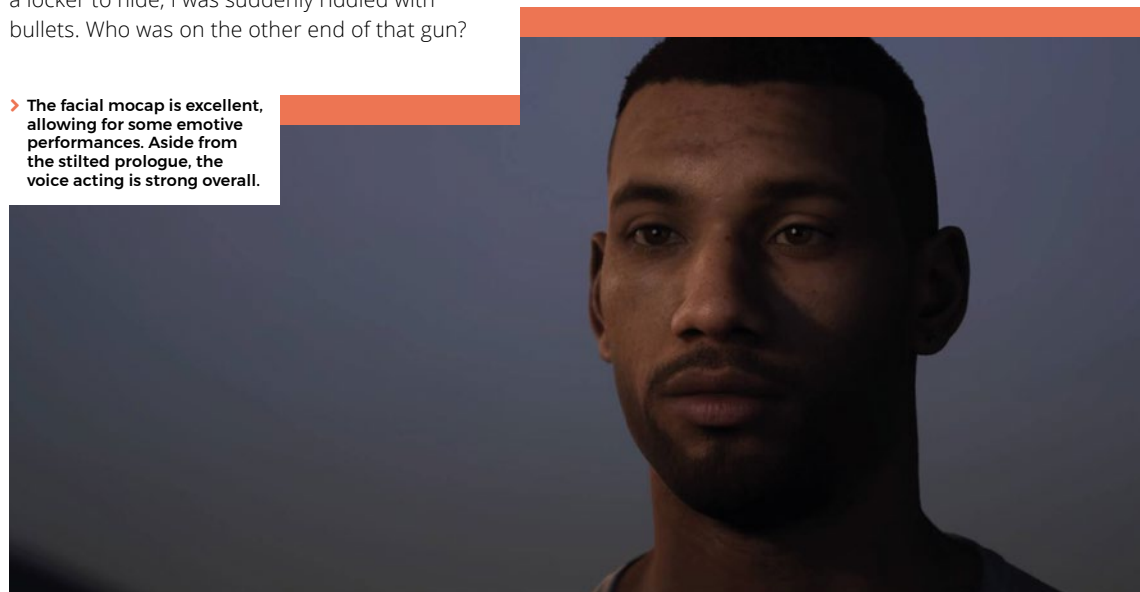 a locker to hide, I was suddenly riddled with
bullets. Who was on the other end of that gun?
The facial mocap is excellent,
allowing for some emotive
performances. Aside from
the stilted prologue, the
voice acting is strong overall.